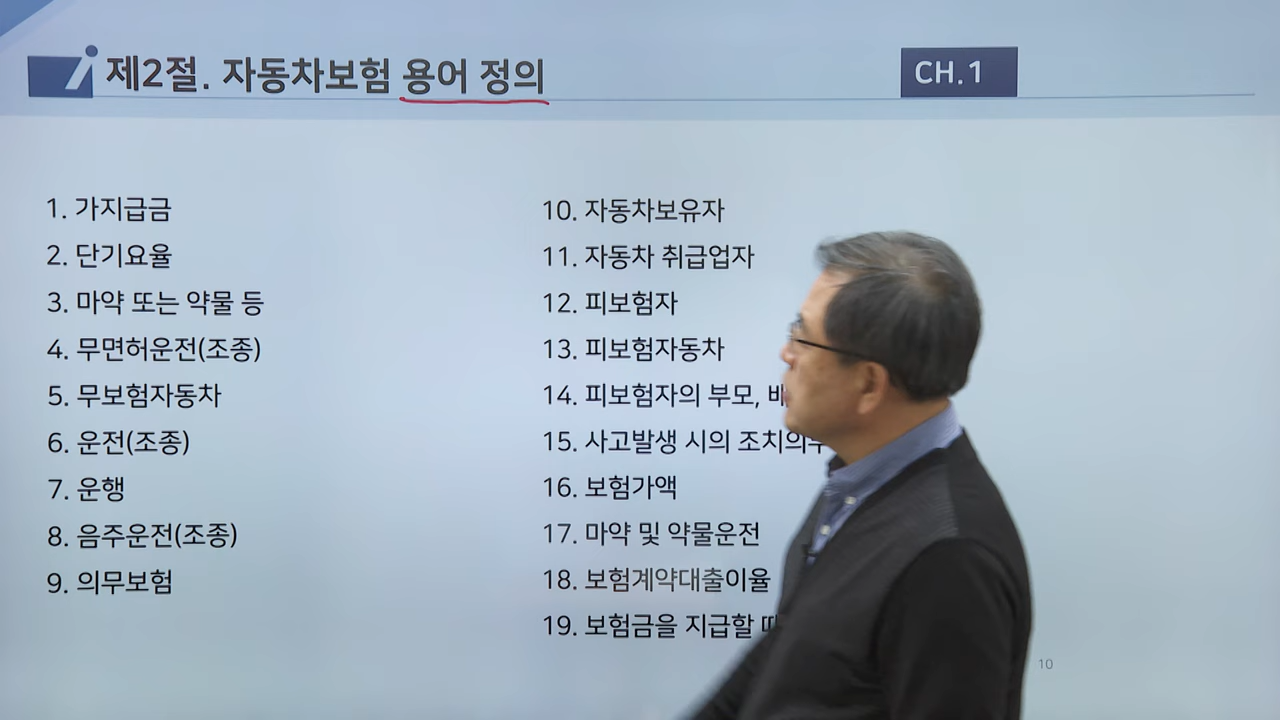 제2절. 자동차보험 용어 정의
CH.1
1. 가지급금
2. 단기요율
3. 마약 또는 약물 등
4. 무면허운전(조종)
5. 무보험자동차
6. 운전(조종)
7. 운행
8. 음주운전(조종)
9. 의무보험
10. 자동차보유자
11. 자동차 취급업자
12. 피보험자
13. 피보험자동차
14. 피보험자의 부모,
15. 사고발생 시의
16. 보험가액
17. 마약 및 약물운전
18. 보험계약대출이율
19. 보험금을 지급할
10